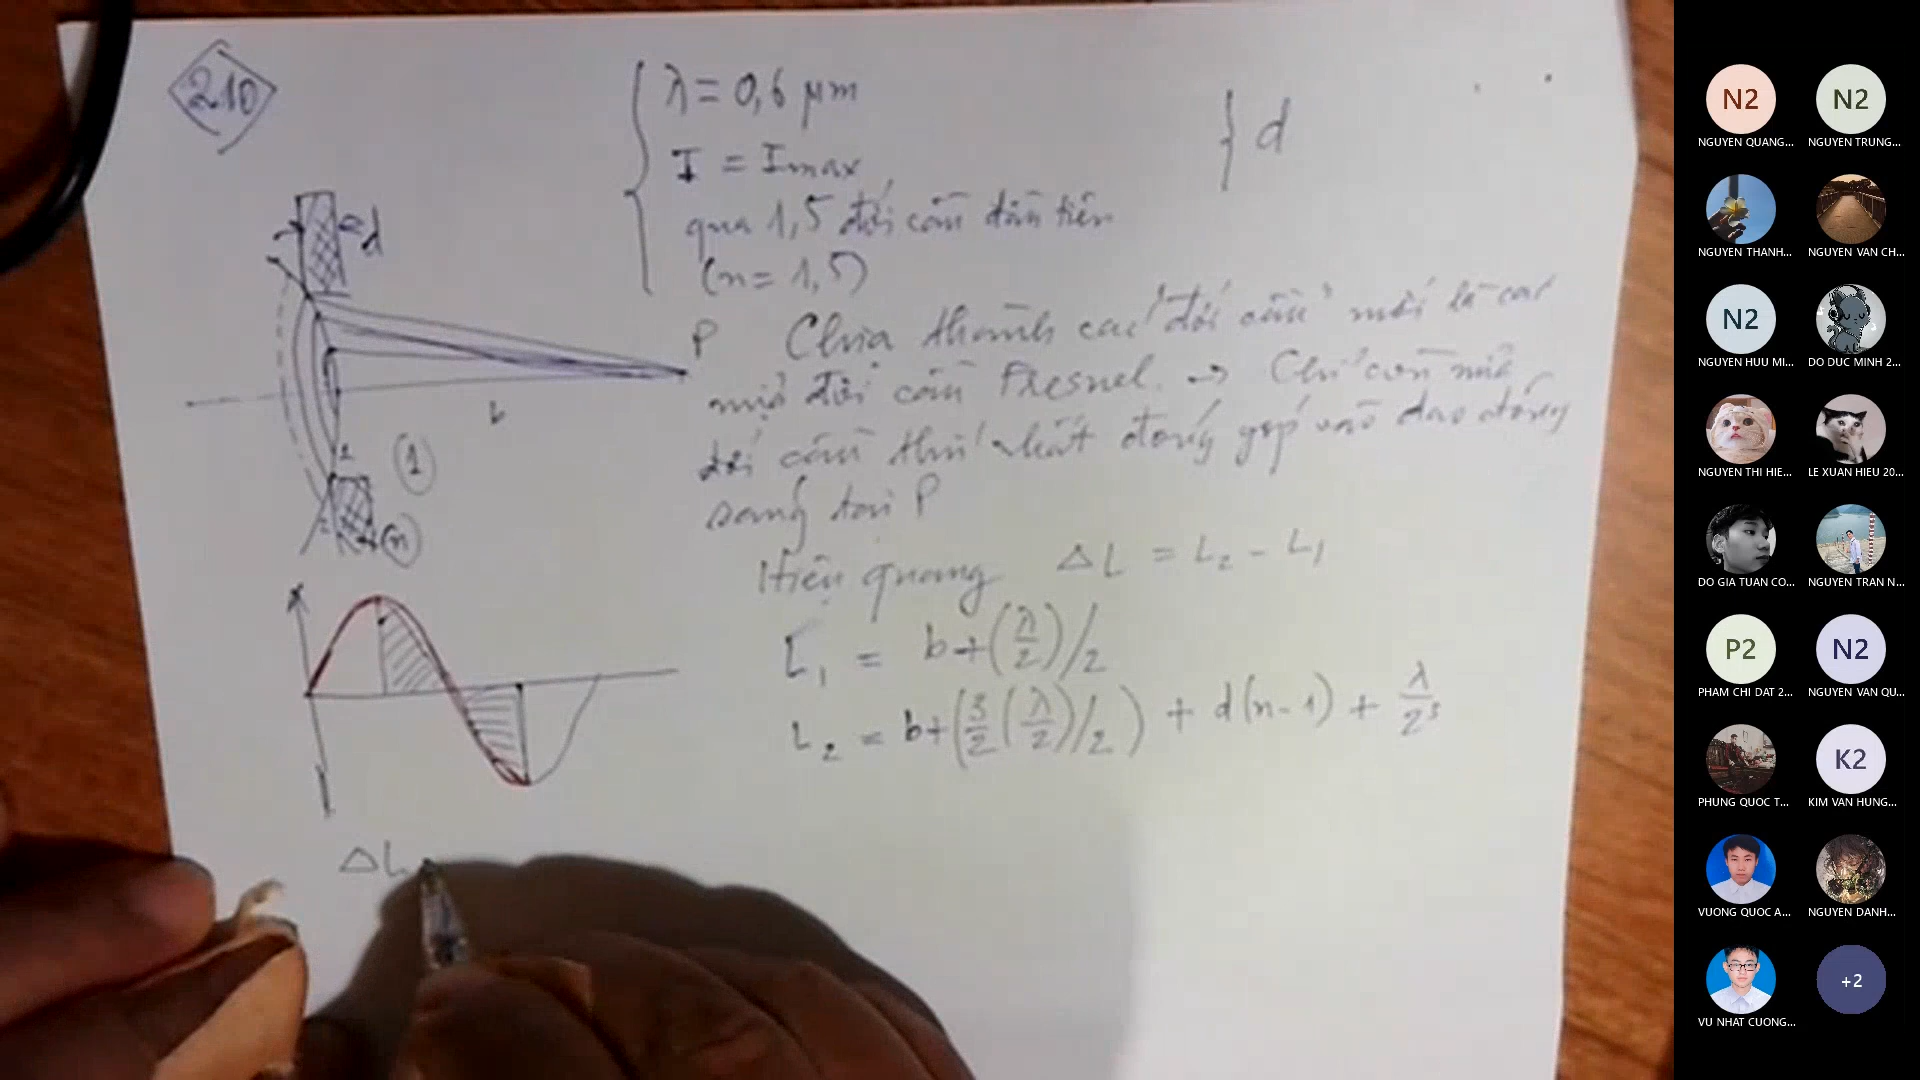 210
λ = 0,6 μm
I = Imax
qua 1,5 đới cầu đầu tiên
(n = 1,5)
} d
d
P
b
1
n
Chia thành các đới cầu mới là các
nửa đới cầu Fresnel. → Chỉ còn nửa
đới cầu thứ nhất đóng góp vào dao động
sáng tại P
Hiệu quang ΔL = L2 - L1
L1 = b + (λ/2)/2
L2 = b + (3/2 (λ/2)/2) + d(n-1) + λ/2
ΔL
N2
N2
NGUYEN QUANG...
NGUYEN TRUNG...
NGUYEN THANH...
NGUYEN VAN CH...
N2
NGUYEN HUU MI...
DO DUC MINH 2...
NGUYEN THI HIE...
LE XUAN HIEU 20...
DO GIA TUAN CO...
NGUYEN TRAN N...
P2
N2
PHAM CHI DAT 2...
NGUYEN VAN QU...
K2
PHUNG QUOC T...
KIM VAN HUNG...
VUONG QUOC A...
NGUYEN DANH...
+2
VU NHAT CUONG...